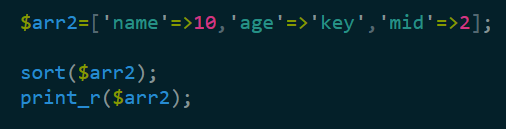 $arr2=['name'=>10,'age'=>'key','mid'=>2];
sort($arr2);
print_r($arr2);